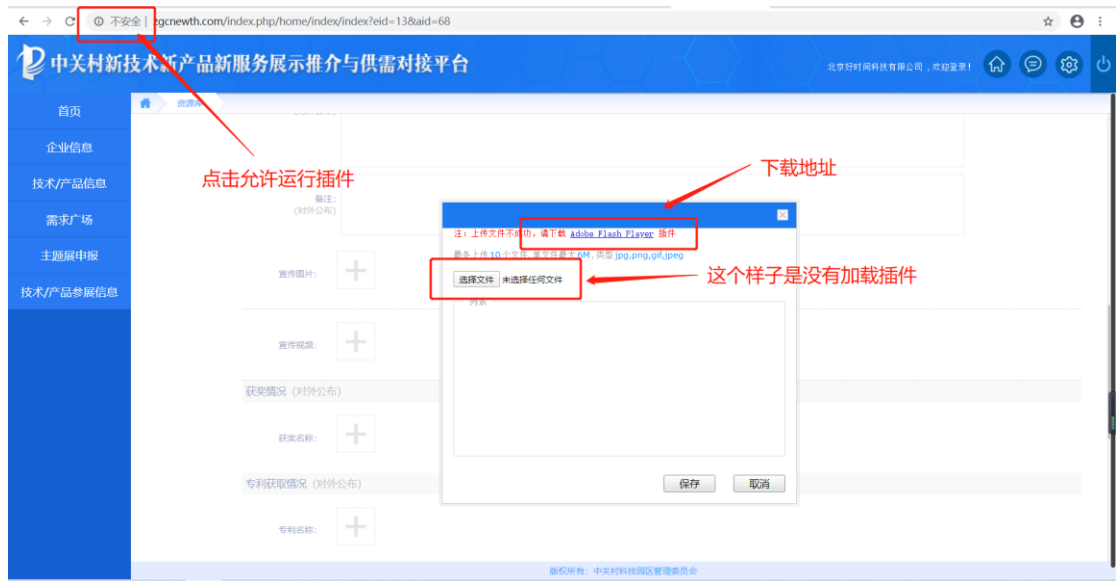 不安全 | zgcnewth.com/index.php/home/index/index?eid=13&aid=68
中关村新技术新产品新服务展示推介与供需对接平台
北京好时间科技有限公司，欢迎登录!
首页
企业信息
技术/产品信息
需求广场
主题展申报
技术/产品参展信息
资源库
点击允许运行插件
下载地址
备注:
(对外公布)
注：上传文件不成功，请下载 Adobe Flash Player 插件
最多上传10个文件，单文件最大6M，类型jpg,png,gif,jpeg
选择文件 未选择任何文件
这个样子是没有加载插件
列表
宣传图片:
宣传视频:
获奖情况 (对外公布)
获奖名称:
保存 取消
专利获取情况 (对外公布)
专利名称:
版权所有：中关村科技园区管理委员会